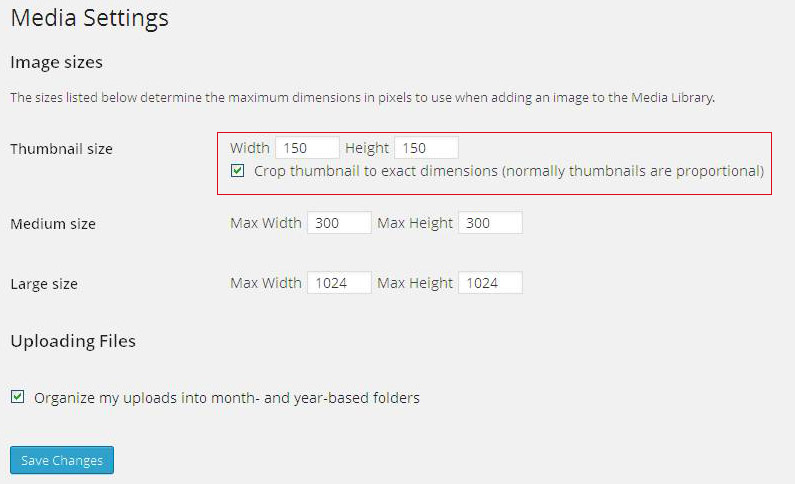 Media Settings
Image sizes
The sizes listed below determine the maximum dimensions in pixels to use when adding an image to the Media Library.
Thumbnail size Width 150 Height 150
Crop thumbnail to exact dimensions (normally thumbnails are proportional)
Medium size Max Width 300 Max Height 300
Large size Max Width 1024 Max Height 1024
Uploading Files
Organize my uploads into month- and year-based folders
Save Changes